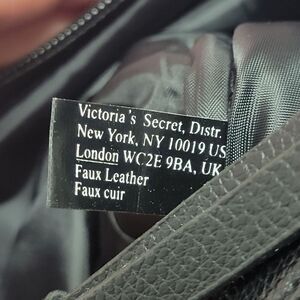 Victoria's Secret, Distr.
New York, NY 10019 US
London WC2E 9BA, UK
Faux Leather
Faux cuir